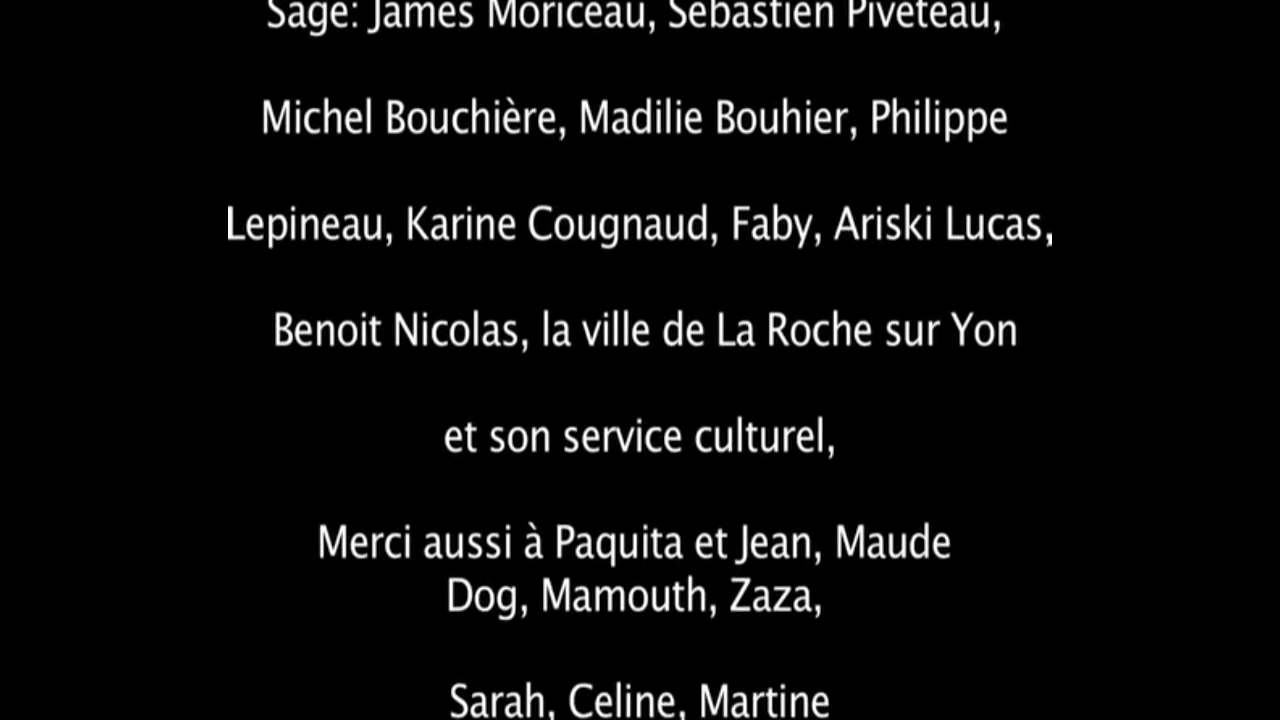 Sage: James Moriceau, Sébastien Piveteau,
Michel Bouchière, Madilie Bouhier, Philippe
Lepineau, Karine Cougnaud, Faby, Ariski Lucas,
Benoit Nicolas, la ville de La Roche sur Yon
et son service culturel,
Merci aussi à Paquita et Jean, Maude
Dog, Mamouth, Zaza,
Sarah, Celine, Martine